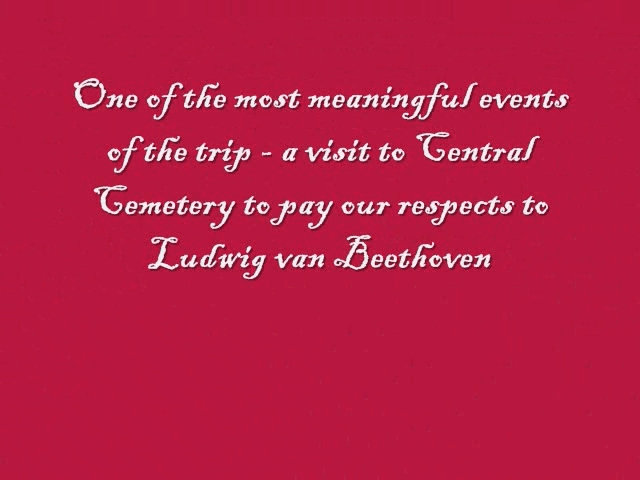 One of the most meaningful events
of the trip - a visit to Central
Cemetery to pay our respects to
Ludwig van Beethoven